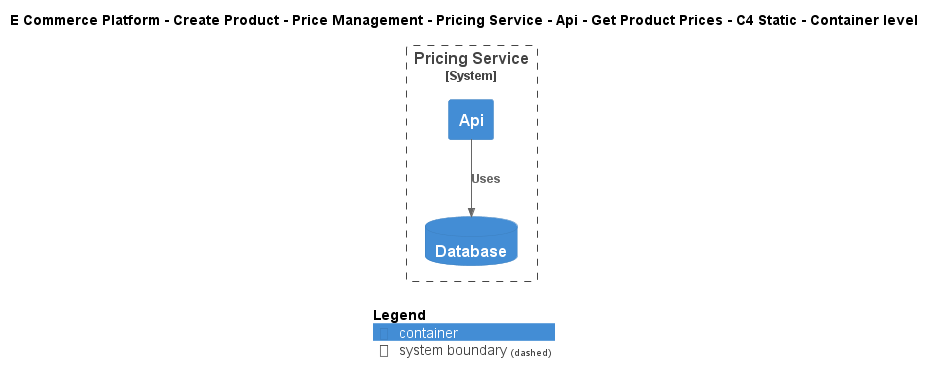 E Commerce Platform - Create Product - Price Management - Pricing Service - Api - Get Product Prices - C4 Static - Container level
Pricing Service
[System]
Api
Uses
Database
Legend
container
system boundary (dashed)